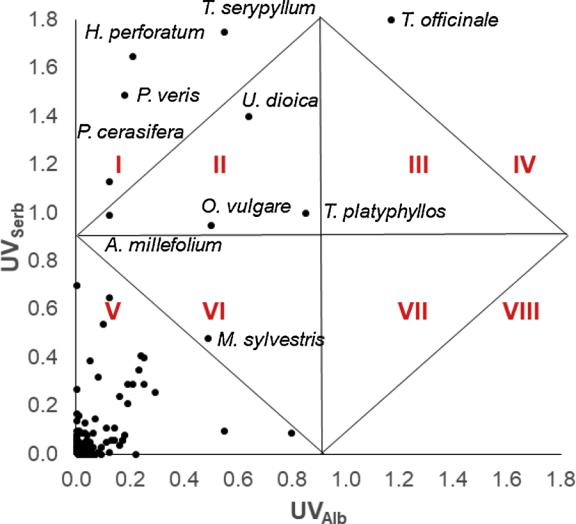 T. serypyllum
1.8
T. officinale
H. perforatum
1.6
P. veris
U. dioica
1.4
P. cerasifera
1.2
I II III IV
O. vulgare
T. platyphyllos
1.0
A. millefolium
UVSerb
0.8
0.6
V VI VII VIII
M. sylvestris
0.4
0.2
0.0
0.0 0.2 0.4 0.6 0.8 1.0 1.2 1.4 1.6 1.8
UVAlb